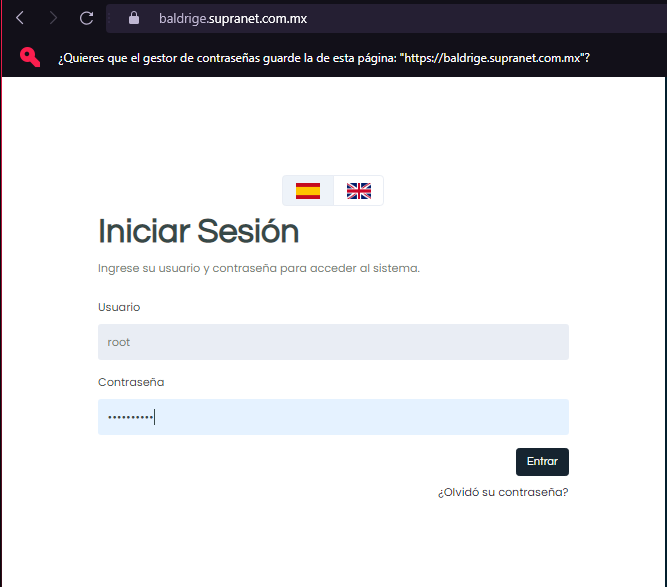 baldrige.supranet.com.mx
¿Quieres que el gestor de contraseñas guarde la de esta página: "https://baldrige.supranet.com.mx"?
Iniciar Sesión
Ingrese su usuario y contraseña para acceder al sistema.
Usuario
root
Contraseña
••••••••••
Entrar
¿Olvidó su contraseña?